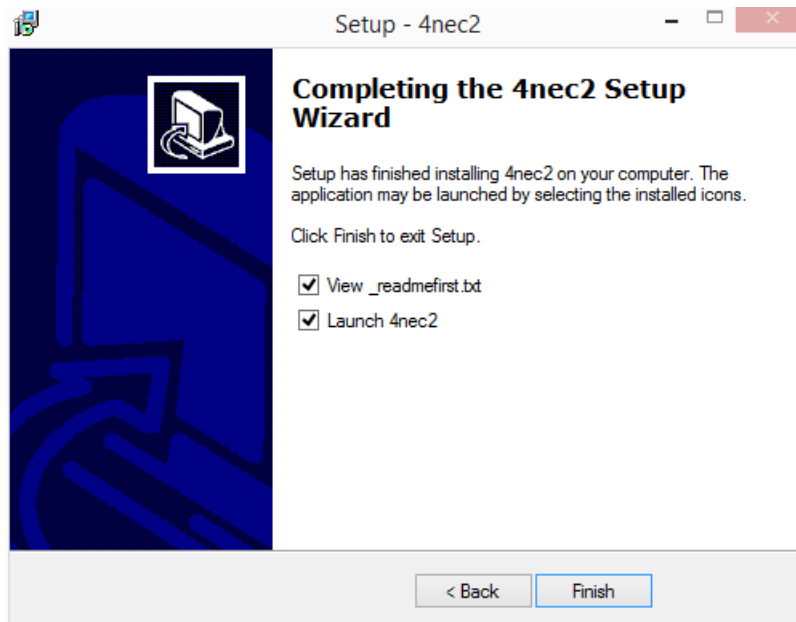 Setup - 4nec2
Completing the 4nec2 Setup
Wizard
Setup has finished installing 4nec2 on your computer. The
application may be launched by selecting the installed icons.
Click Finish to exit Setup.
View _readmefirst.txt
Launch 4nec2
< Back
Finish